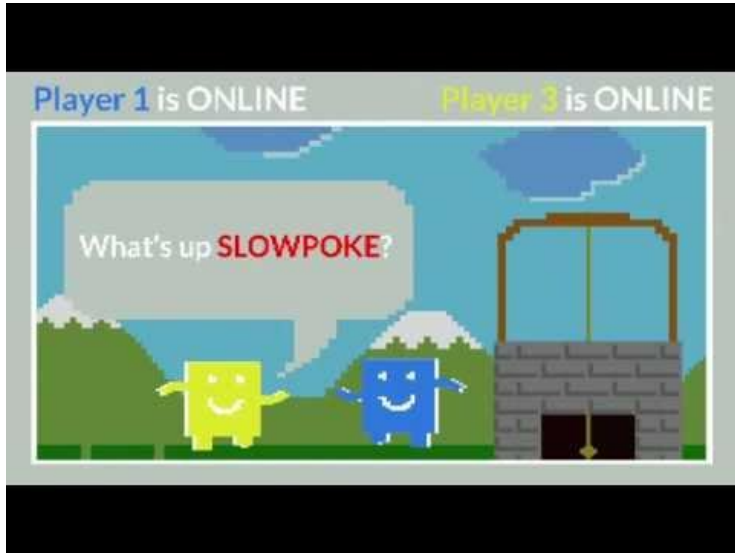 Player 1 is ONLINE
Player 3 is ONLINE
What's up SLOWPOKE?